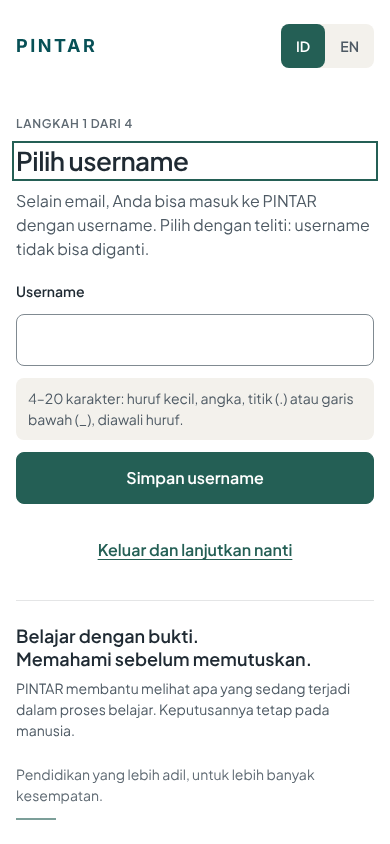 PINTAR
ID
EN
LANGKAH 1 DARI 4
Pilih username
Selain email, Anda bisa masuk ke PINTAR
dengan username. Pilih dengan teliti: username
tidak bisa diganti.
Username
4–20 karakter: huruf kecil, angka, titik (.) atau garis
bawah (_), diawali huruf.
Simpan username
Keluar dan lanjutkan nanti
Belajar dengan bukti.
Memahami sebelum memutuskan.
PINTAR membantu melihat apa yang sedang terjadi
dalam proses belajar. Keputusannya tetap pada
manusia.
Pendidikan yang lebih adil, untuk lebih banyak
kesempatan.